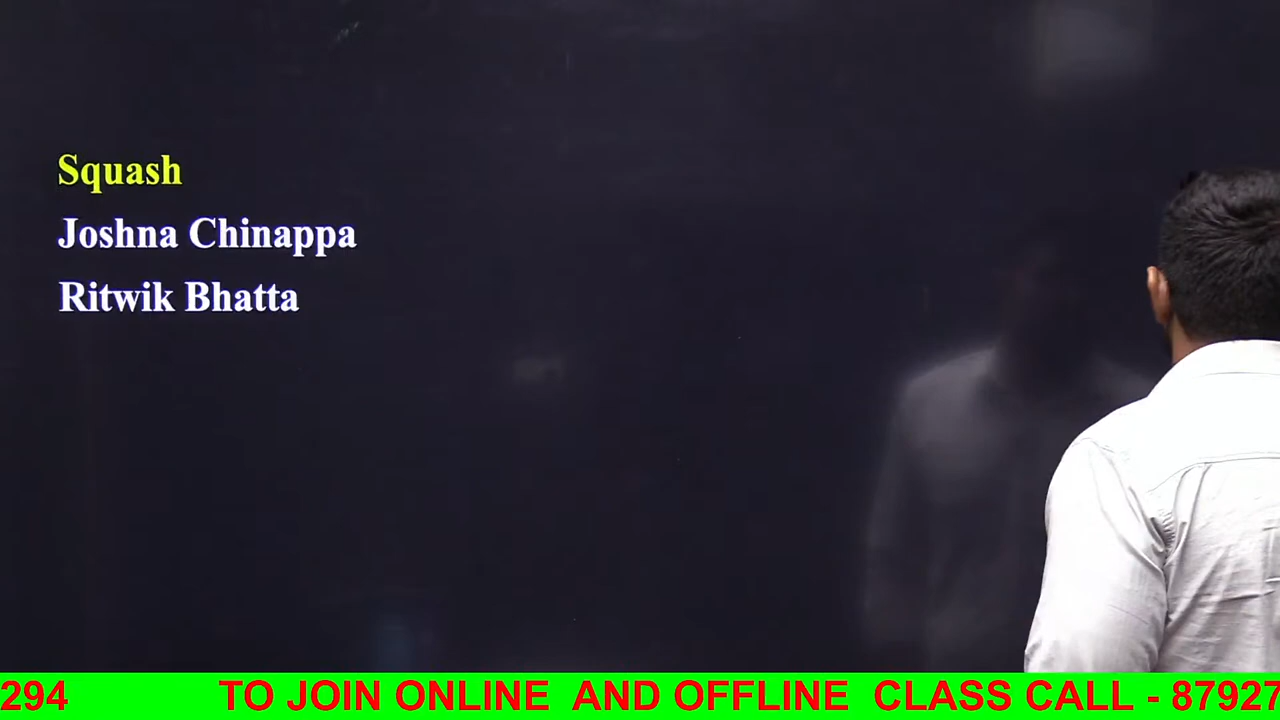 Squash
Joshna Chinappa
Ritwik Bhatta
294 TO JOIN ONLINE AND OFFLINE CLASS CALL - 87927